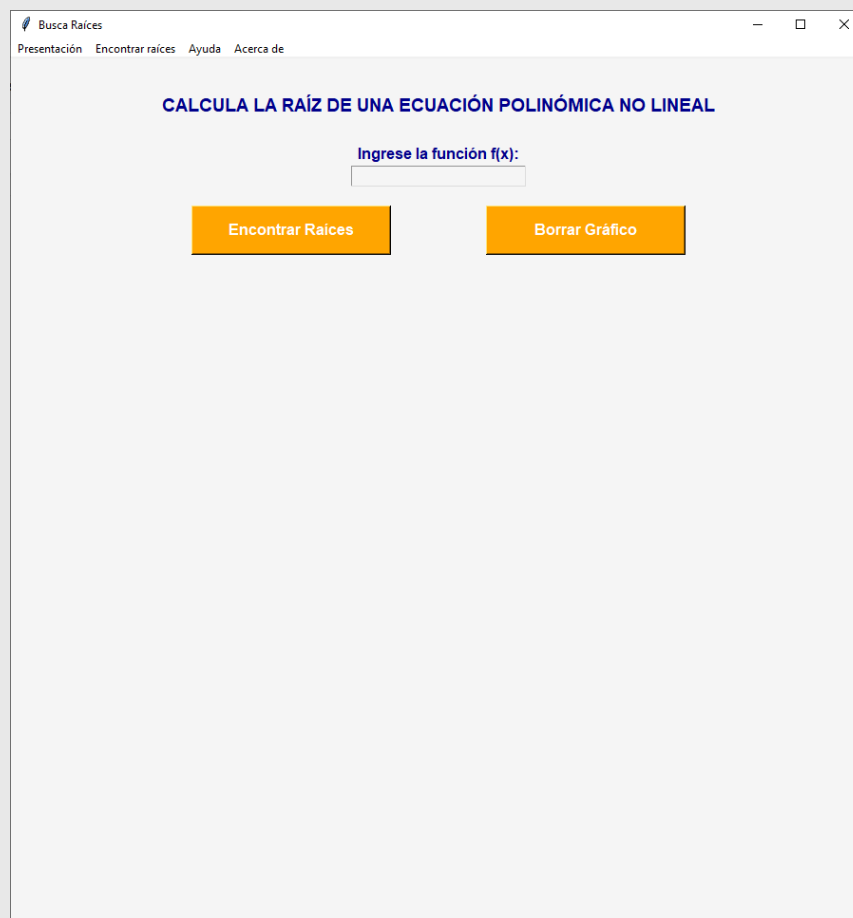 Busca Raíces
Presentación Encontrar raíces Ayuda Acerca de
CALCULA LA RAÍZ DE UNA ECUACIÓN POLINÓMICA NO LINEAL
Ingrese la función f(x):
Encontrar Raíces Borrar Gráfico